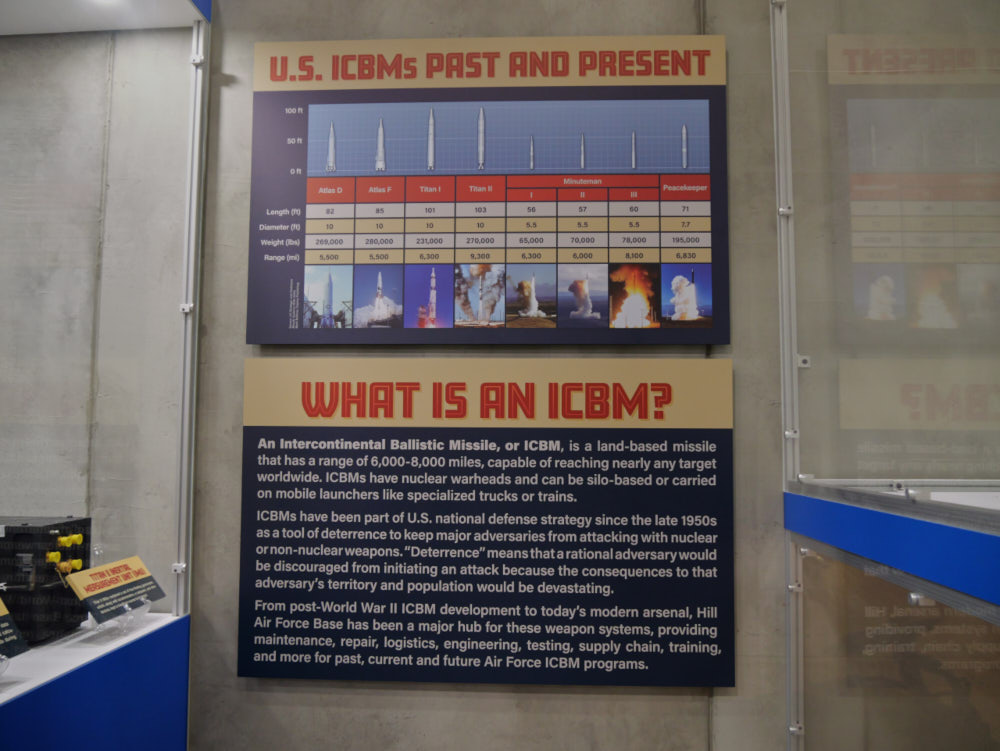 U.S. ICBMs PAST AND PRESENT
100 ft
50 ft
0 ft
Atlas D Atlas F Titan I Titan II Minueman I II III Peacekeeper
Length (ft) 82 85 101 103 56 57 60 71
Diameter (ft) 10 10 10 10 5.5 5.5 5.5 7.7
Weight (lbs) 269,000 280,000 231,000 270,000 65,000 70,000 78,000 195,000
Range (mi) 5,500 5,500 6,300 9,300 6,300 6,000 8,100 6,830
WHAT IS AN ICBM?
An Intercontinental Ballistic Missile, or ICBM, is a land-based missile
that has a range of 6,000-8,000 miles, capable of reaching nearly any target
worldwide. ICBMs have nuclear warheads and can be silo-based or carried
on mobile launchers like specialized trucks or trains.
ICBMs have been part of U.S. national defense strategy since the late 1950s
as a tool of deterrence to keep major adversaries from attacking with nuclear
or non-nuclear weapons. "Deterrence" means that a rational adversary would
be discouraged from initiating an attack because the consequences to that
adversary's territory and population would be devastating.
From post-World War II ICBM development to today's modern arsenal, Hill
Air Force Base has been a major hub for these weapon systems, providing
maintenance, repair, logistics, engineering, testing, supply chain, training,
and more for past, current and future Air Force ICBM programs.
TITAN II INERTIAL
MEASUREMENT UNIT (IMU)